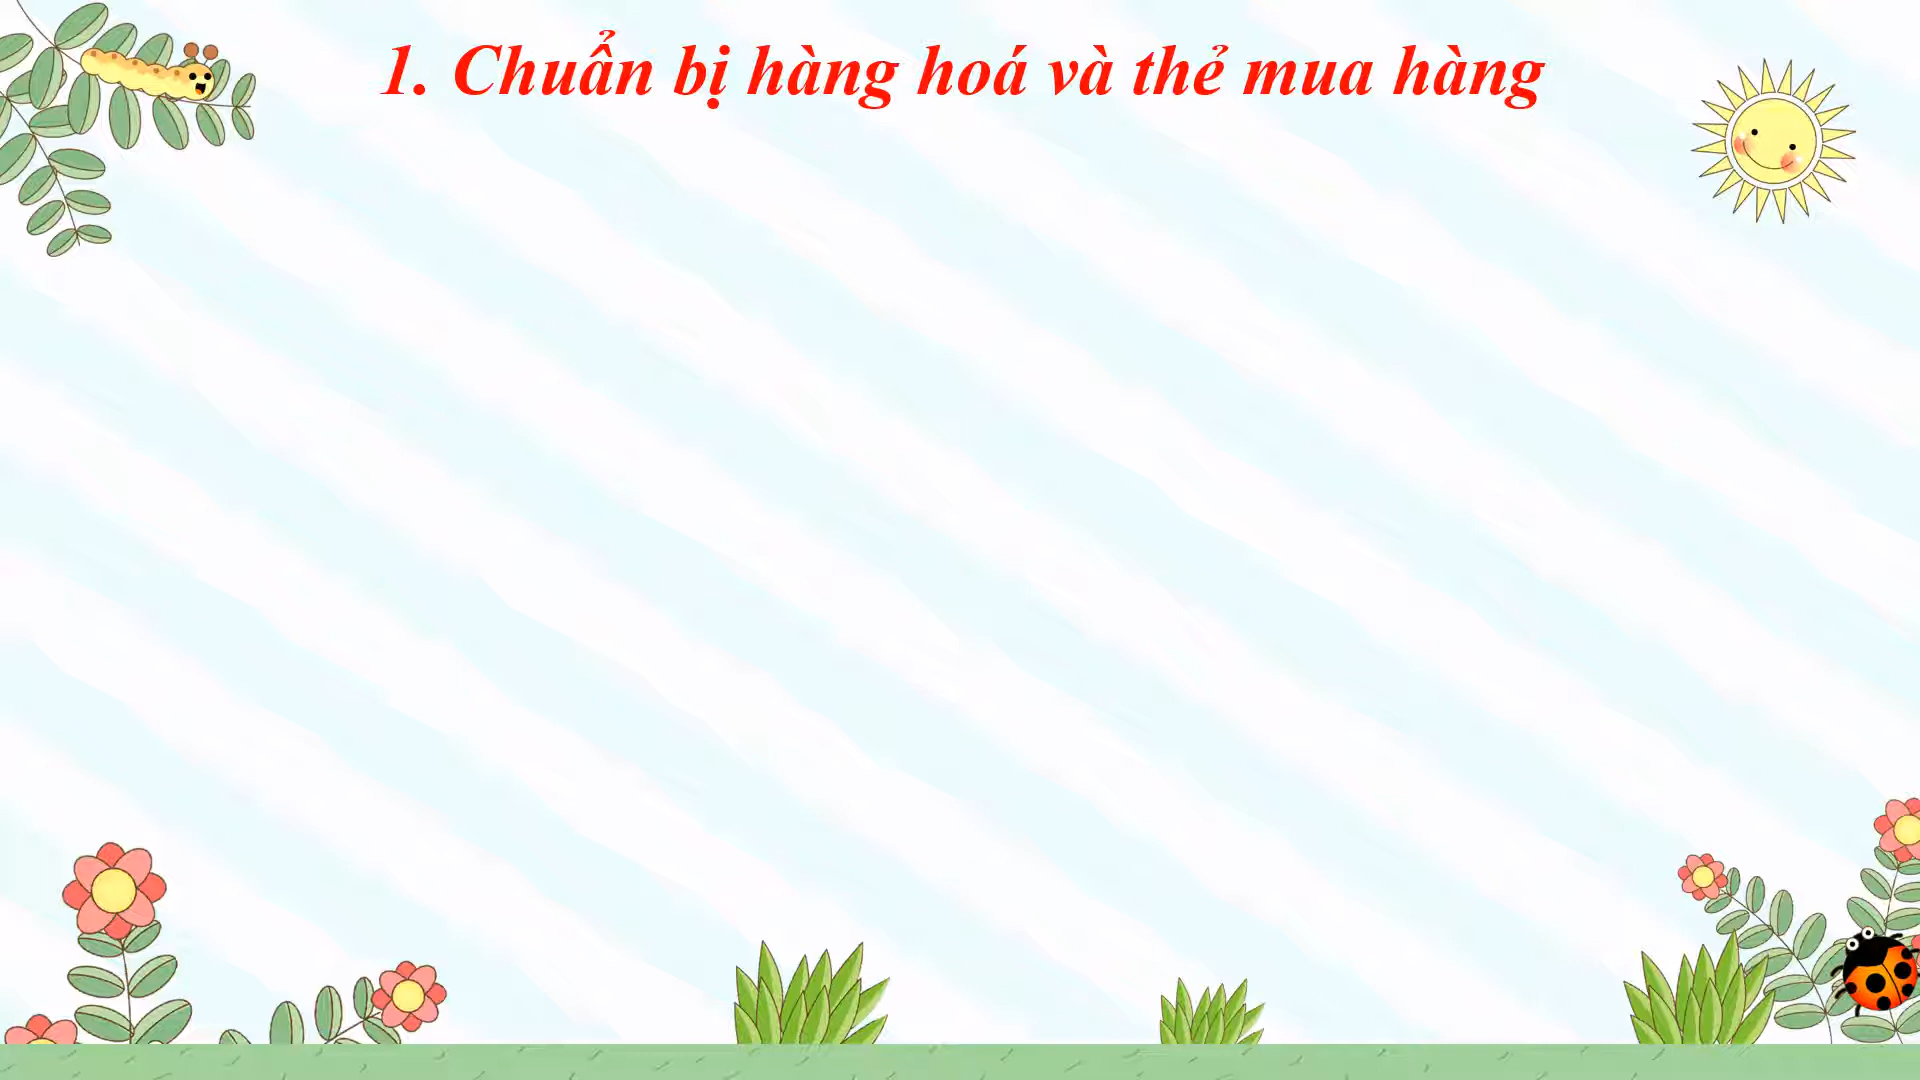 1. Chuẩn bị hàng hoá và thẻ mua hàng